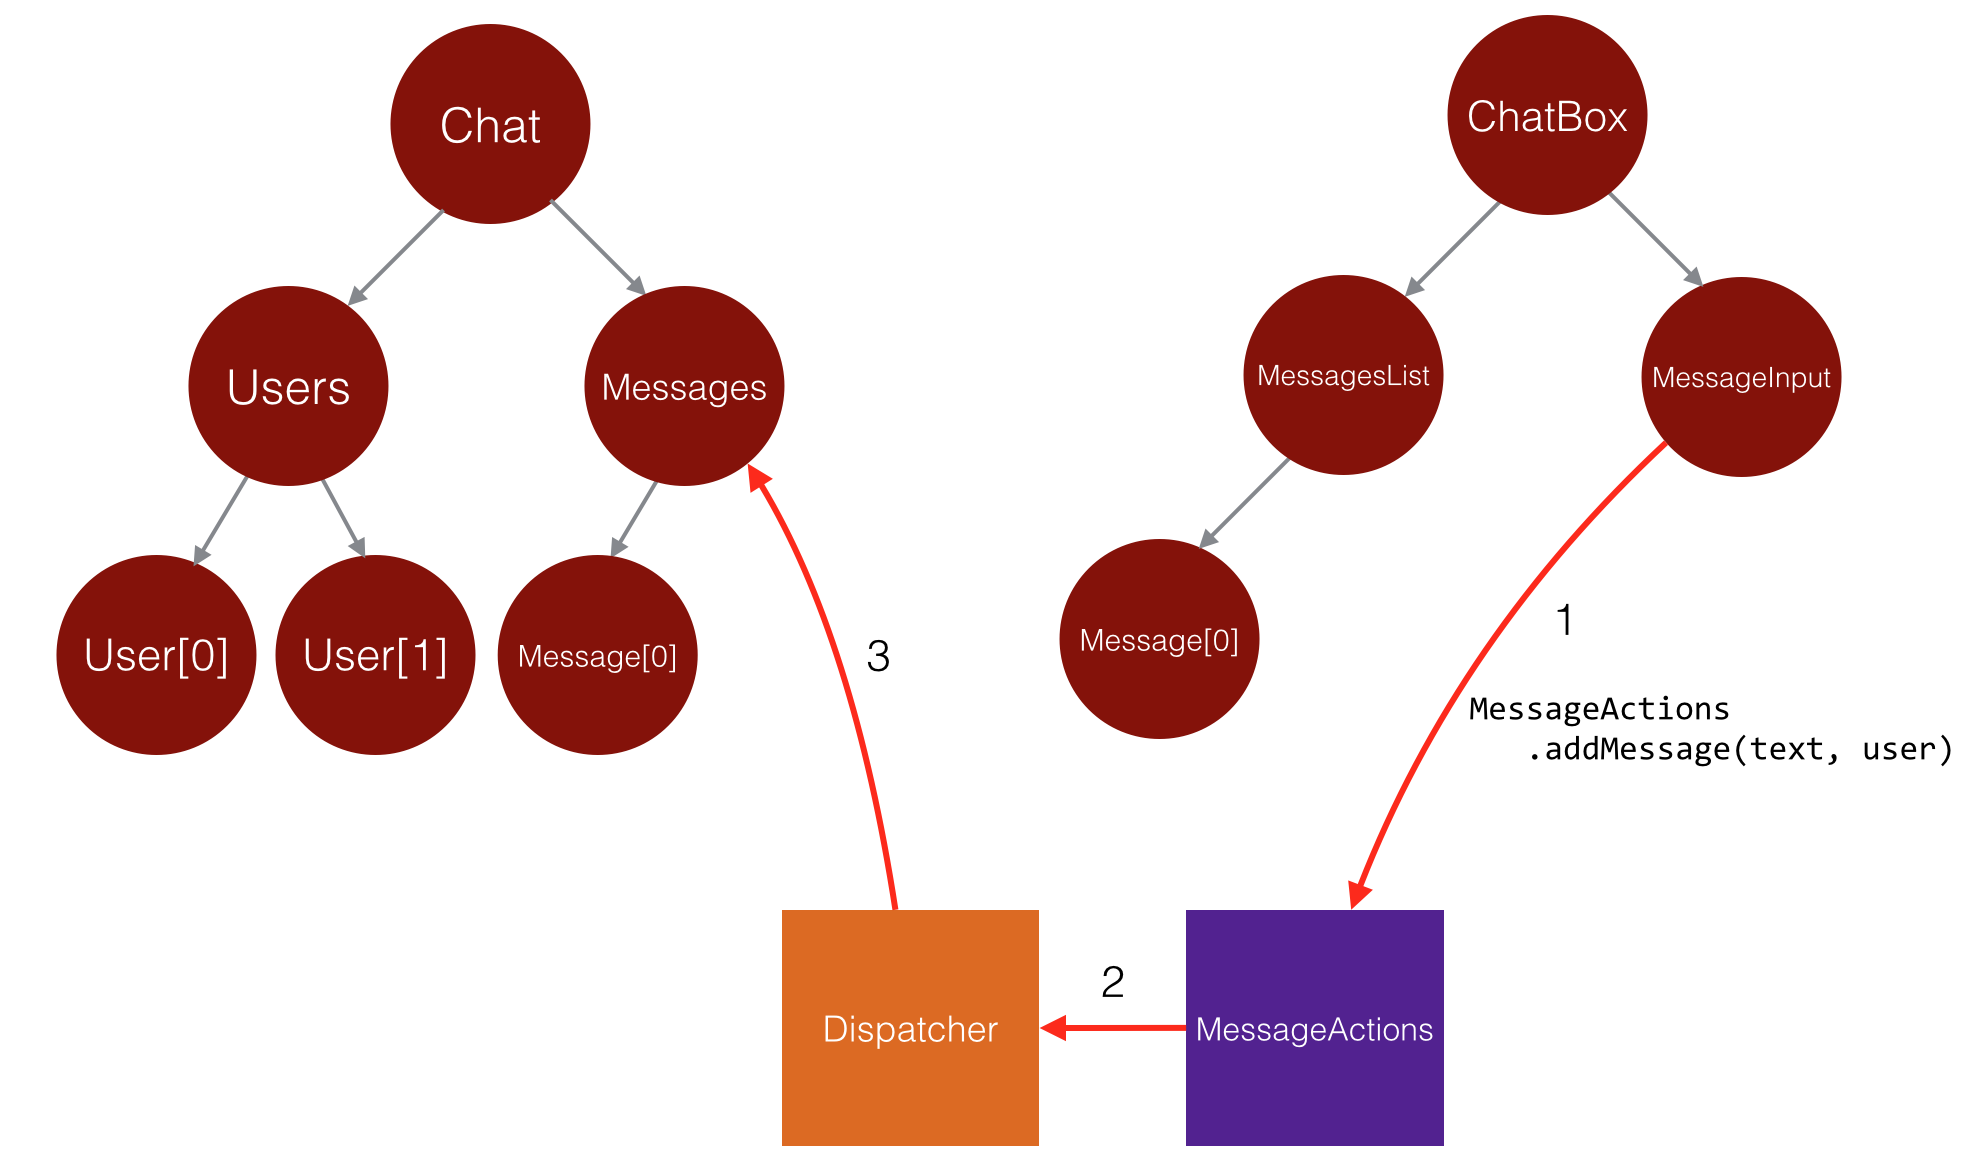 Chat
ChatBox
Users
Messages
MessagesList
MessageInput
User[0]
User[1]
Message[0]
Message[0]
1
3
MessageActions
.addMessage(text, user)
2
Dispatcher
MessageActions